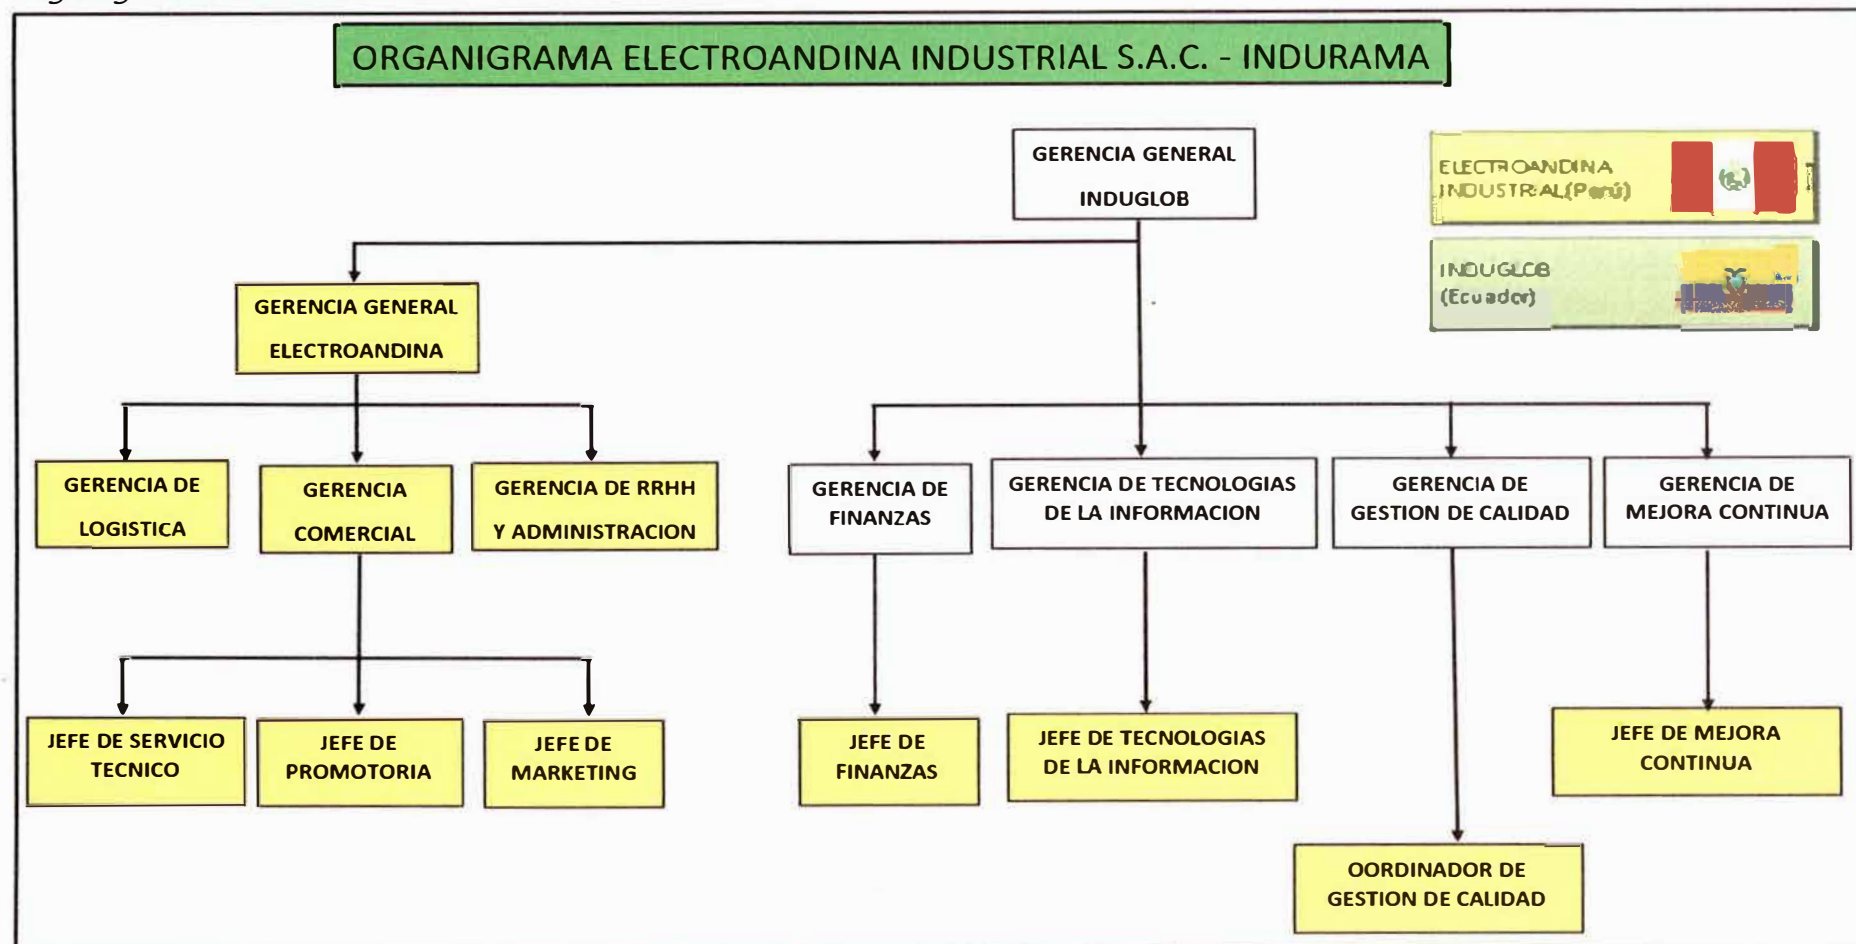 ORGANIGRAMA ELECTROANDINA INDUSTRIAL S.A.C. - INDURAMA
GERENCIA GENERAL
INDUGLOB
ELECTROANDINA
INDUSTRIAL(Perú)
INDUGLOB
(Ecuador)
GERENCIA GENERAL
ELECTROANDINA
GERENCIA DE
LOGISTICA
GERENCIA
COMERCIAL
GERENCIA DE RRHH
Y ADMINISTRACION
GERENCIA DE
FINANZAS
GERENCIA DE TECNOLOGIAS
DE LA INFORMACION
GERENCIA DE
GESTION DE CALIDAD
GERENCIA DE
MEJORA CONTINUA
JEFE DE SERVICIO
TECNICO
JEFE DE
PROMOTORIA
JEFE DE
MARKETING
JEFE DE
FINANZAS
JEFE DE TECNOLOGIAS
DE LA INFORMACION
JEFE DE MEJORA
CONTINUA
OORDINADOR DE
GESTION DE CALIDAD